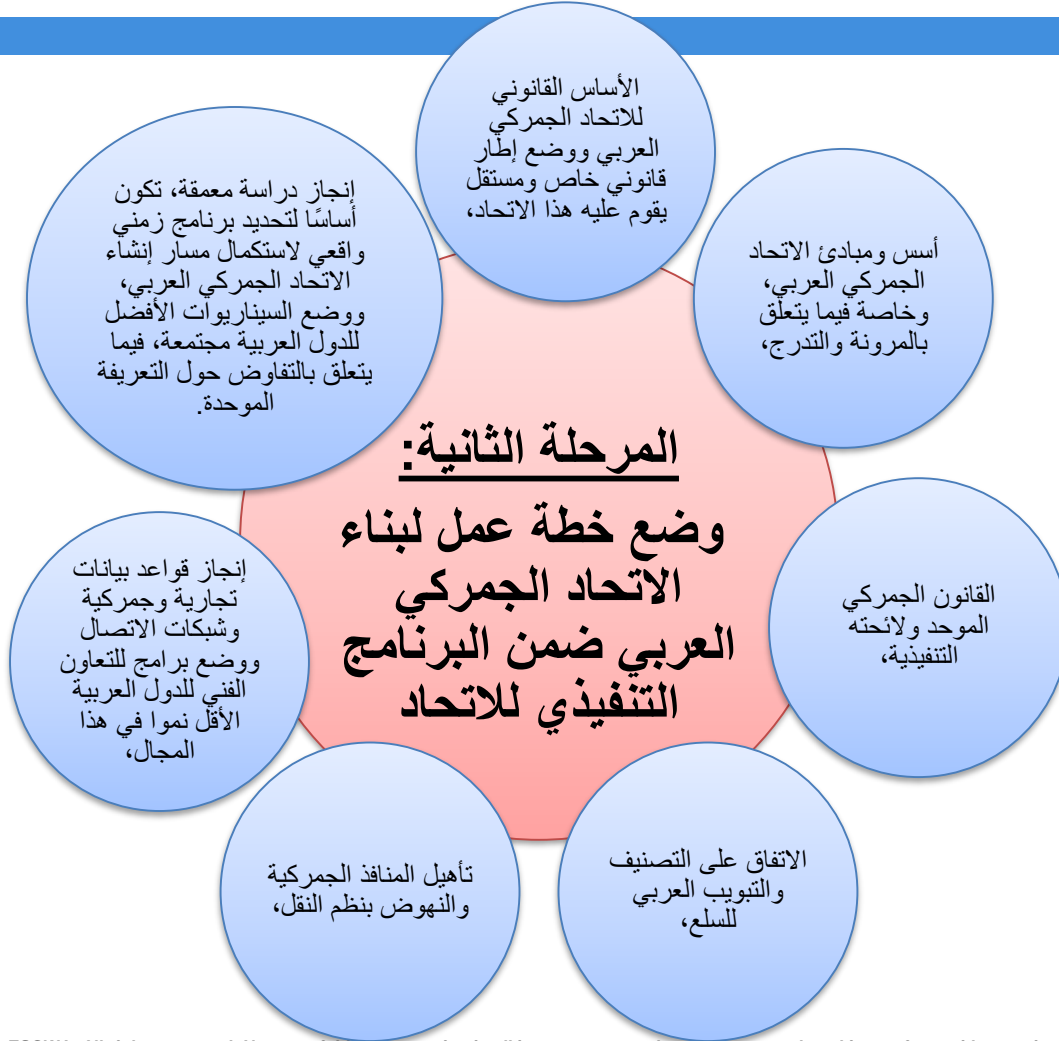 الأساس القانوني
للاتحاد الجمركي
العربي ووضع إطار
قانوني خاص ومستقل
يقوم عليه هذا الاتحاد،
أسس ومبادئ الاتحاد
الجمركي العربي،
وخاصة فيما يتعلق
بالمرونة والتدرج،
القانون الجمركي
الموحد ولائحته
التنفيذية،
الاتفاق على التصنيف
والتبويب العربي
للسلع،
تأهيل المنافذ الجمركية
والنهوض بنظم النقل،
إنجاز قواعد بيانات
تجارية وجمركية
وشبكات الاتصال
ووضع برامج للتعاون
الفني للدول العربية
الأقل نموا في هذا
المجال،
إنجاز دراسة معمقة، تكون
أساسًا لتحديد برنامج زمني
واقعي لاستكمال مسار إنشاء
الاتحاد الجمركي العربي،
ووضع السيناريوات الأفضل
للدول العربية مجتمعة، فيما
يتعلق بالتفاوض حول التعريفة
الموحدة.
المرحلة الثانية:
وضع خطة عمل لبناء
الاتحاد الجمركي
العربي ضمن البرنامج
التنفيذي للاتحاد